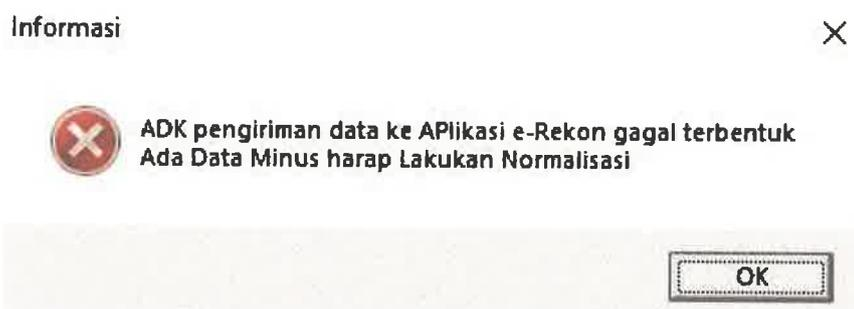 Informasi
ADK pengiriman data ke APlikasi e-Rekon gagal terbentuk
Ada Data Minus harap Lakukan Normalisasi
OK